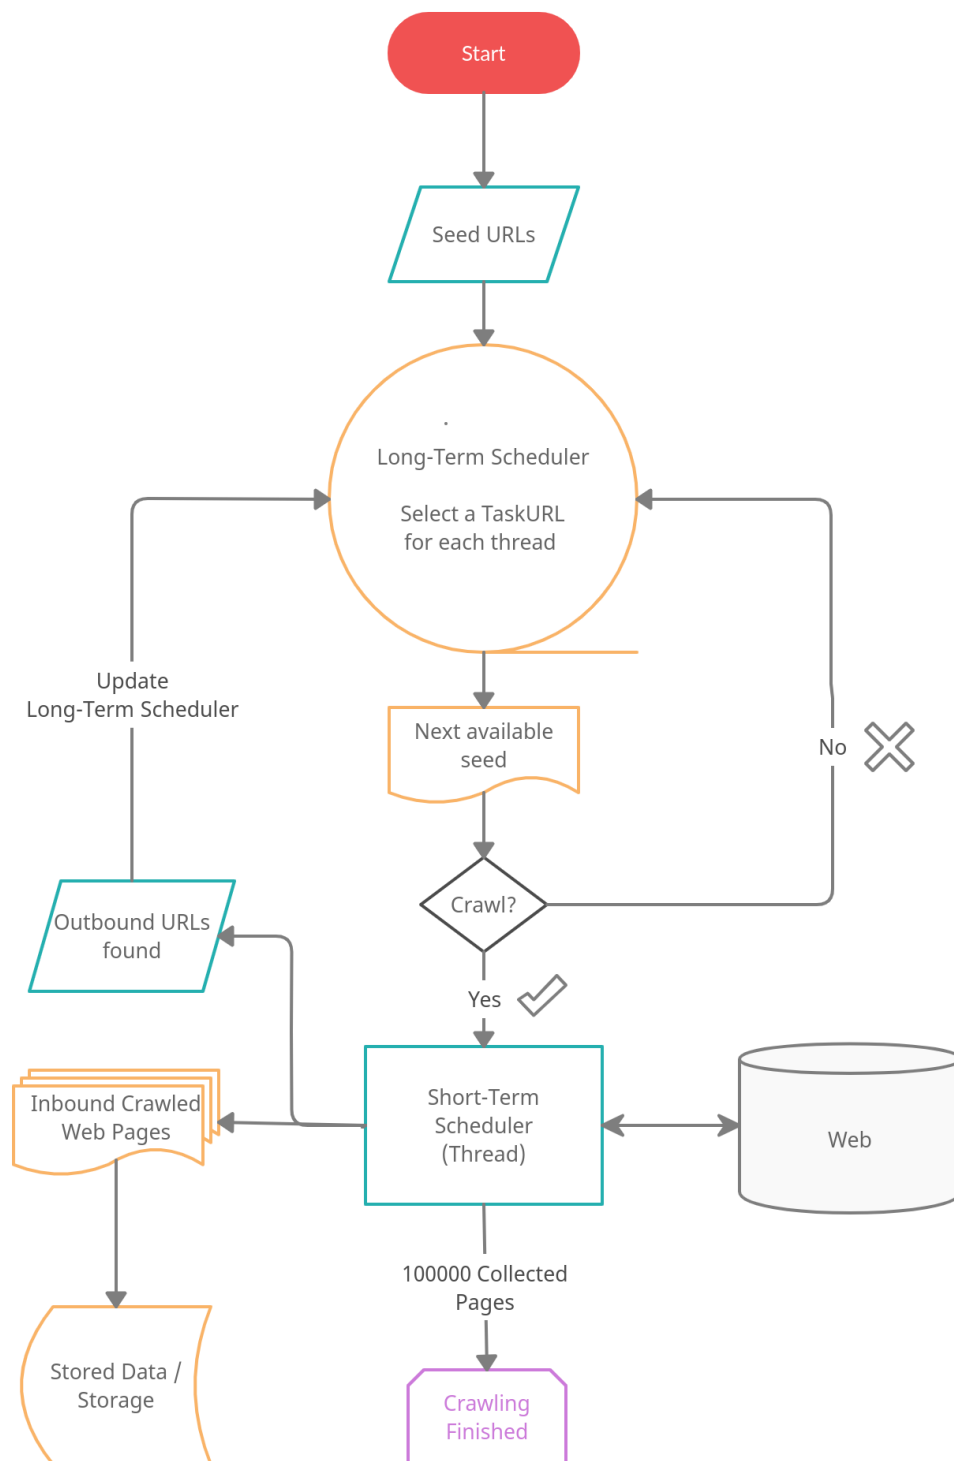 Start
Seed URLs
Long-Term Scheduler
Select a TaskURL
for each thread
Update
Long-Term Scheduler
Next available
seed
No
Crawl?
Outbound URLs
found
Yes
Inbound Crawled
Web Pages
Short-Term
Scheduler
(Thread)
Web
100000 Collected
Pages
Stored Data /
Storage
Crawling
Finished